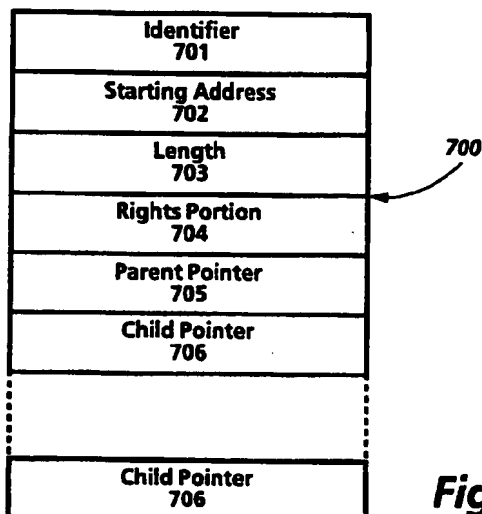 Identifier
701
Starting Address
702
Length
703
700
Rights Portion
704
Parent Pointer
705
Child Pointer
706
Child Pointer
706
Fig